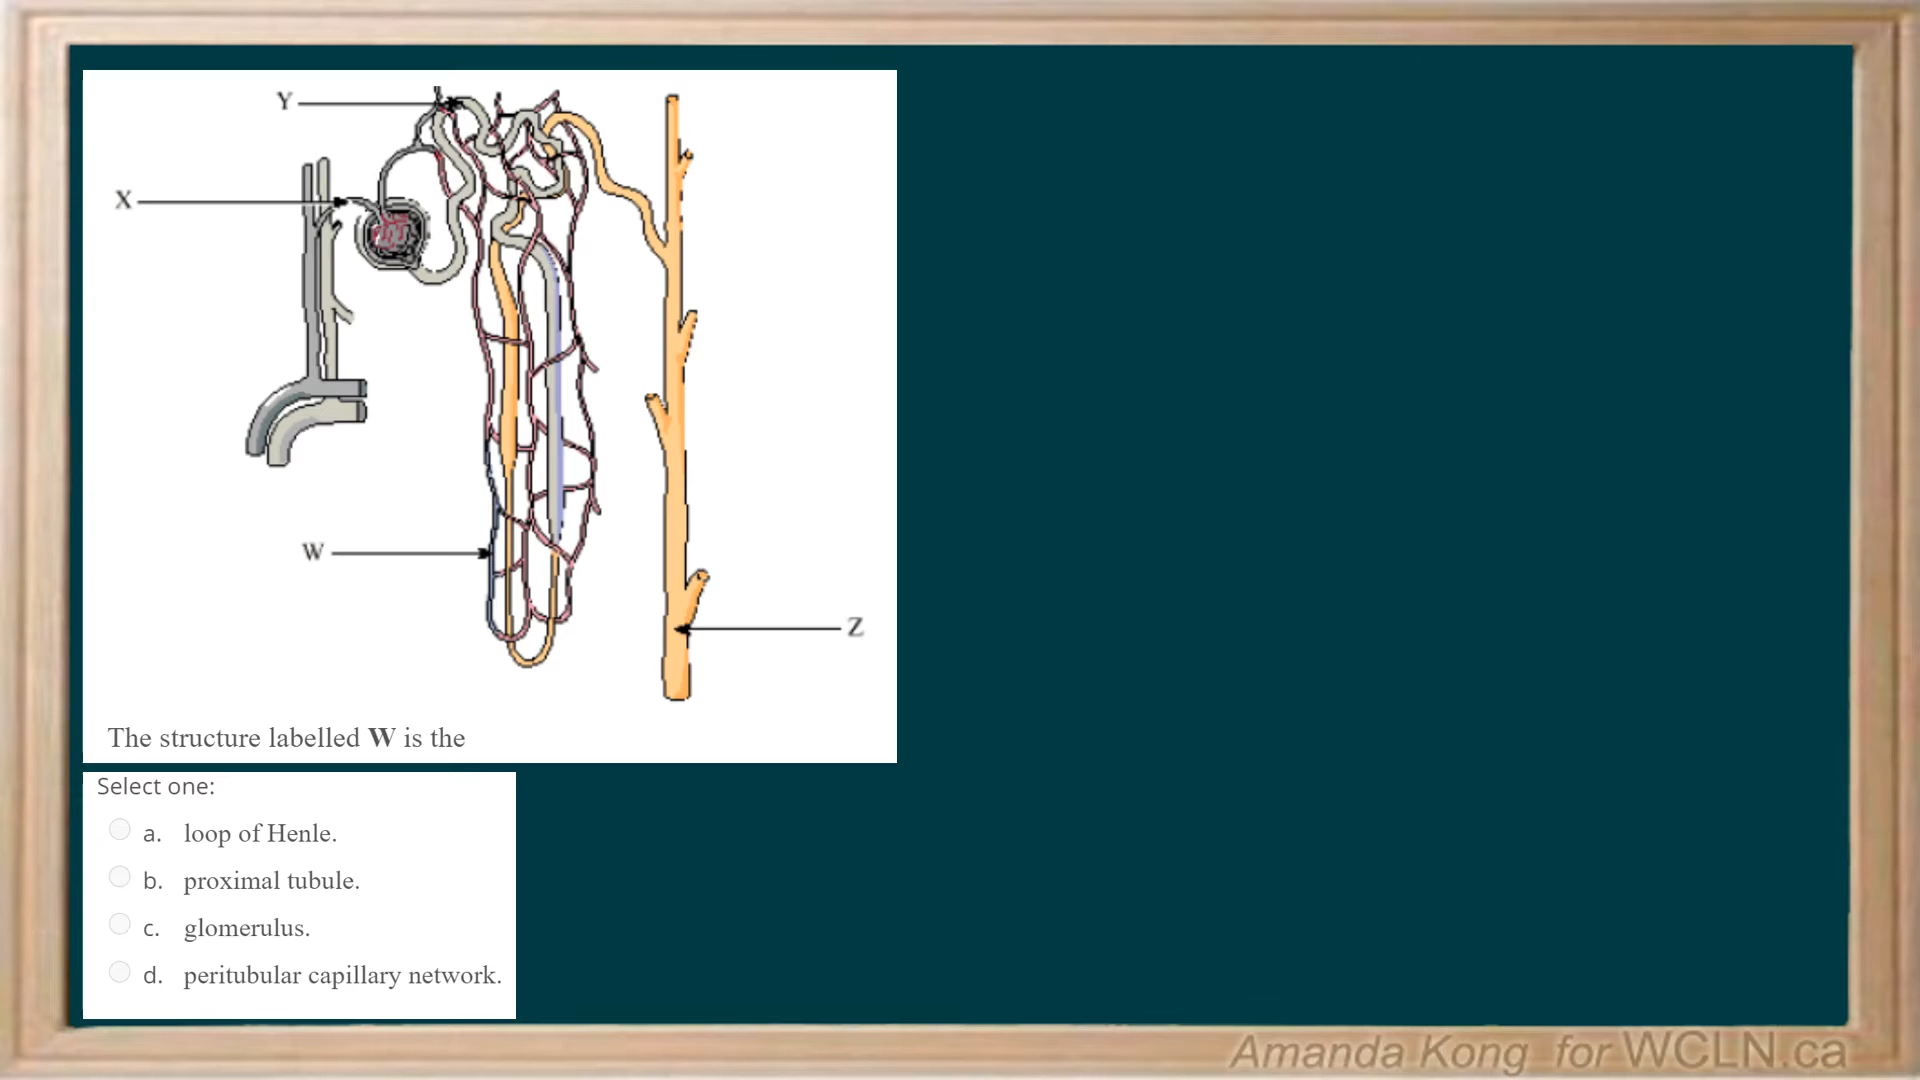 Y
X
W
Z
The structure labelled W is the
Select one:
a. loop of Henle.
b. proximal tubule.
c. glomerulus.
d. peritubular capillary network.
Amanda Kong for WCLN.ca